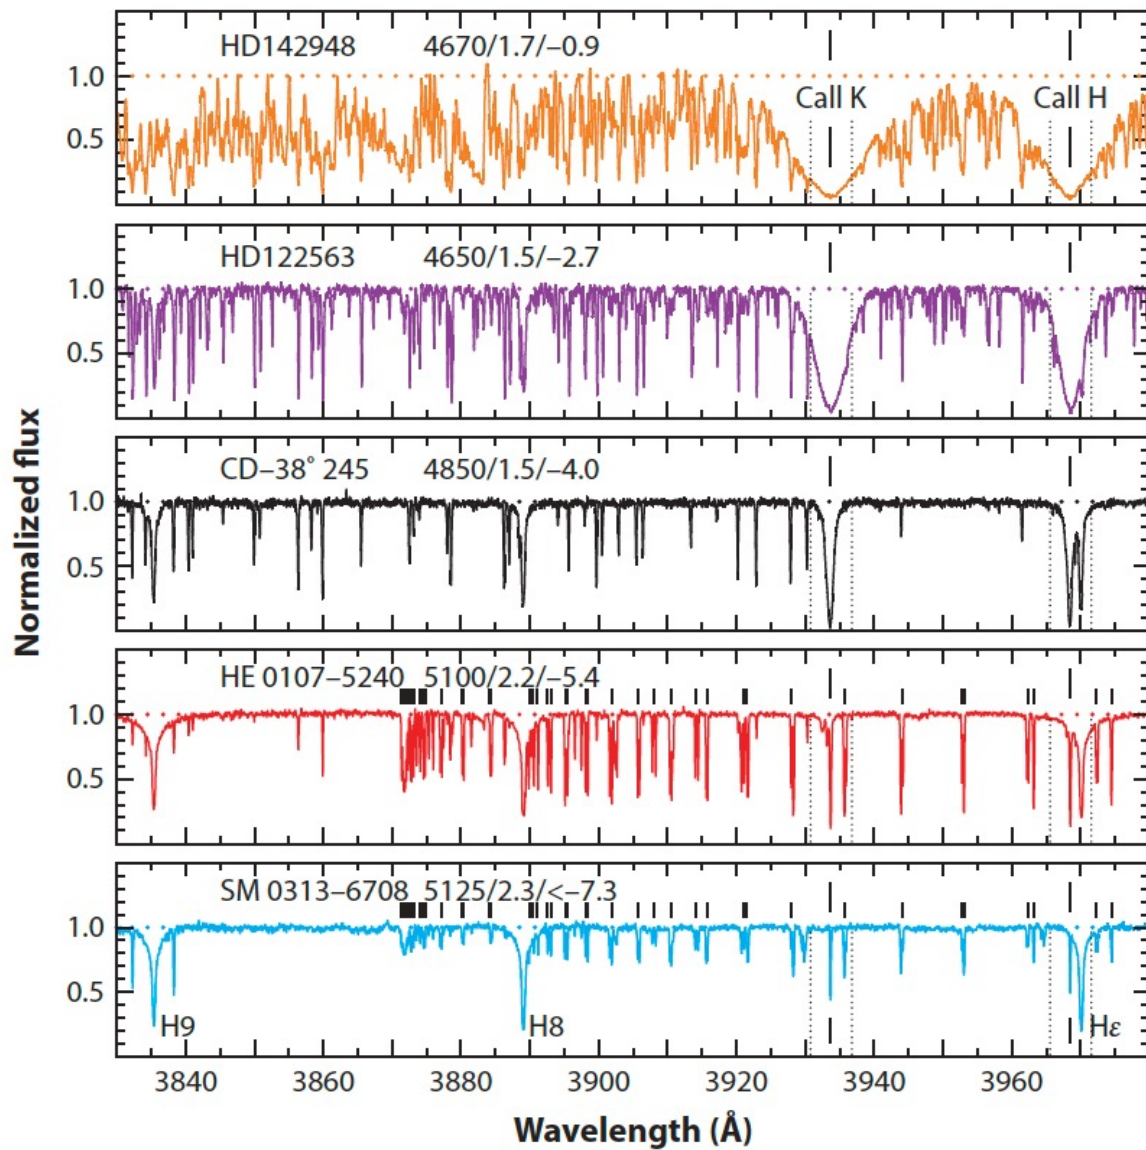 HD142948 4670/1.7/−0.9
1.0
CaII K CaII H
0.5
HD122563 4650/1.5/−2.7
1.0
0.5
CD−38° 245 4850/1.5/−4.0
1.0
0.5
HE 0107−5240 5100/2.2/−5.4
1.0
0.5
SM 0313−6708 5125/2.3/<−7.3
1.0
0.5
H9 H8 Hε
3840 3860 3880 3900 3920 3940 3960
Wavelength (Å)
Normalized flux